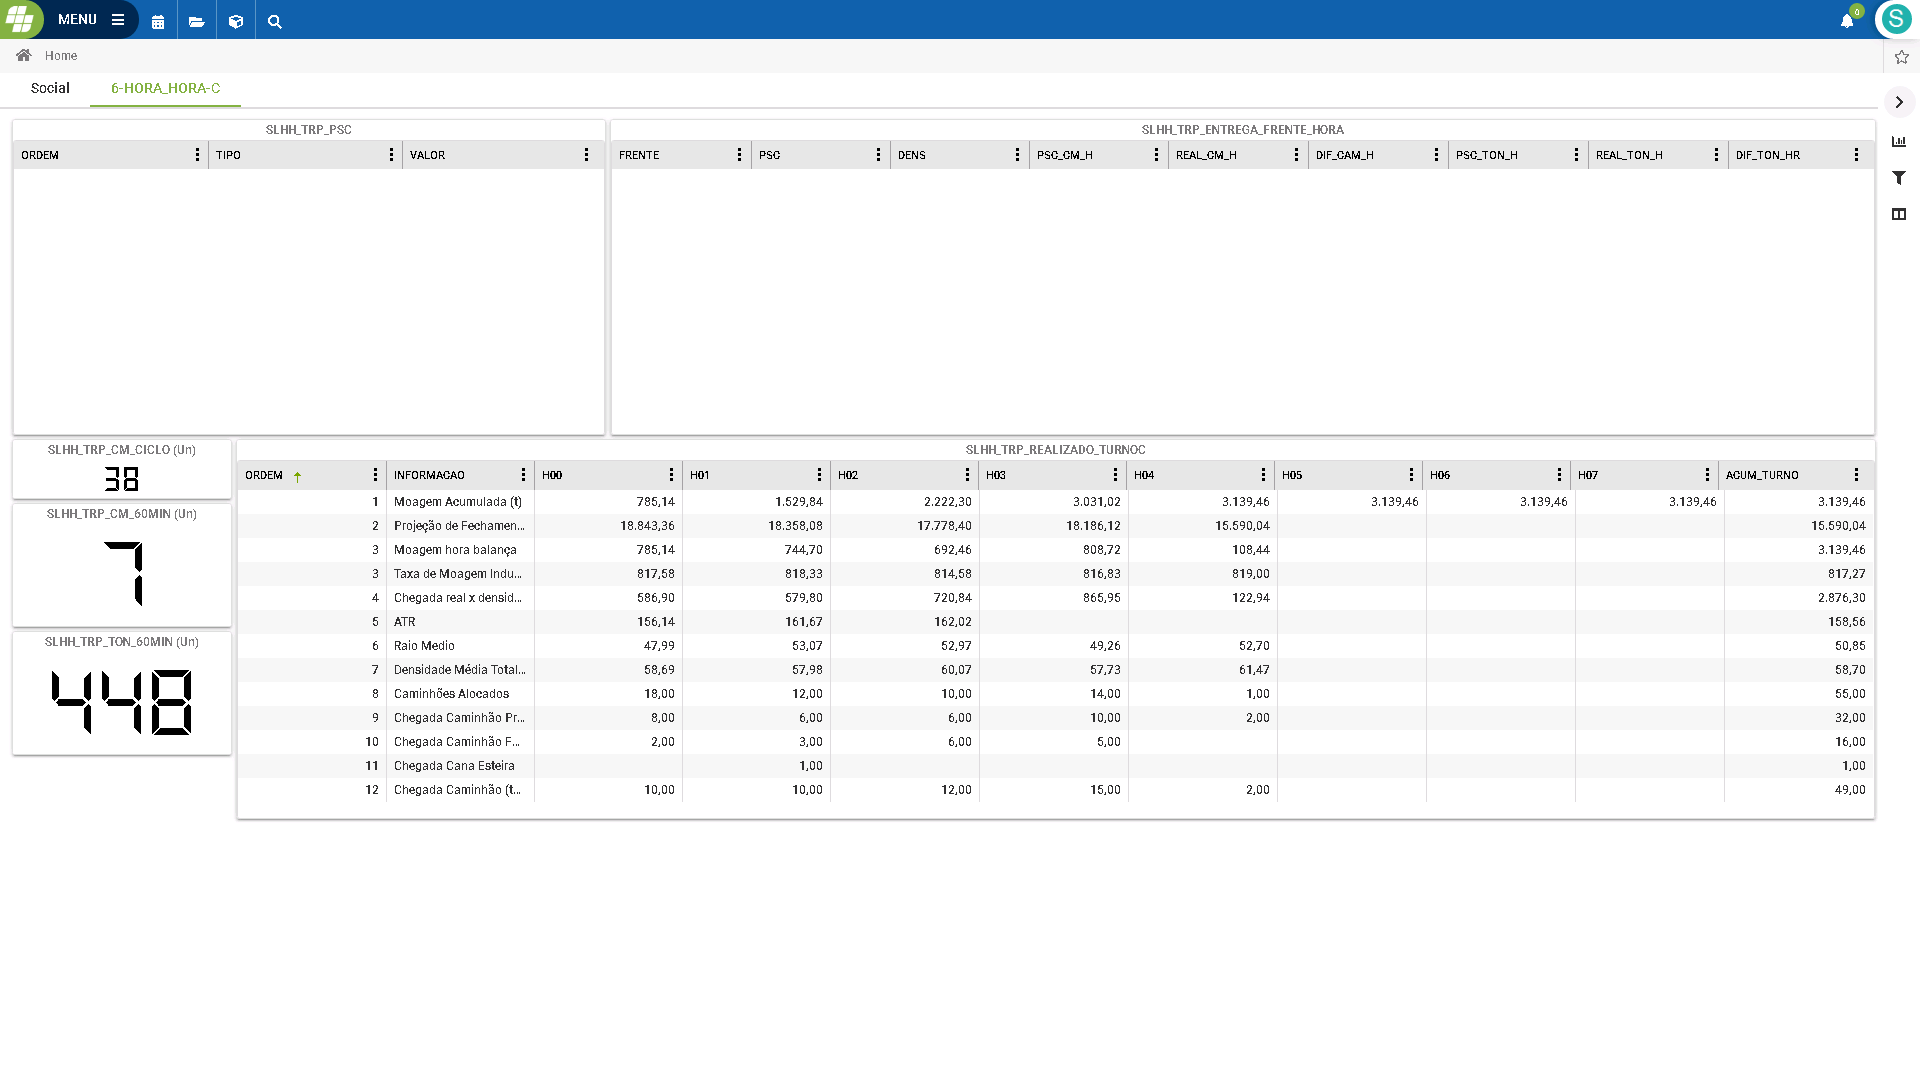 MENU
0
S
Home
Social 6-HORA_HORA-C
SLHH_TRP_PSC
ORDEM TIPO VALOR
SLHH_TRP_ENTREGA_FRENTE_HORA
FRENTE PSC DENS PSC_CM_H REAL_CM_H DIF_CAM_H PSC_TON_H REAL_TON_H DIF_TON_HR
SLHH_TRP_CM_CICLO (Un)
38
SLHH_TRP_CM_60MIN (Un)
7
SLHH_TRP_TON_60MIN (Un)
448
SLHH_TRP_REALIZADO_TURNOC
ORDEM INFORMACAO H00 H01 H02 H03 H04 H05 H06 H07 ACUM_TURNO
1 Moagem Acumulada (t) 785,14 1.529,84 2.222,30 3.031,02 3.139,46 3.139,46 3.139,46 3.139,46 3.139,46
2 Projeção de Fechamen... 18.843,36 18.358,08 17.778,40 18.186,12 15.590,04 15.590,04
3 Moagem hora balança 785,14 744,70 692,46 808,72 108,44 3.139,46
3 Taxa de Moagem Indu... 817,58 818,33 814,58 816,83 819,00 817,27
4 Chegada real x densid... 586,90 579,80 720,84 865,95 122,94 2.876,30
5 ATR 156,14 161,67 162,02 158,56
6 Raio Medio 47,99 53,07 52,97 49,26 52,70 50,85
7 Densidade Média Total... 58,69 57,98 60,07 57,73 61,47 58,70
8 Caminhões Alocados 18,00 12,00 10,00 14,00 1,00 55,00
9 Chegada Caminhão Pr... 8,00 6,00 6,00 10,00 2,00 32,00
10 Chegada Caminhão F... 2,00 3,00 6,00 5,00 16,00
11 Chegada Cana Esteira 1,00 1,00
12 Chegada Caminhão (t... 10,00 10,00 12,00 15,00 2,00 49,00